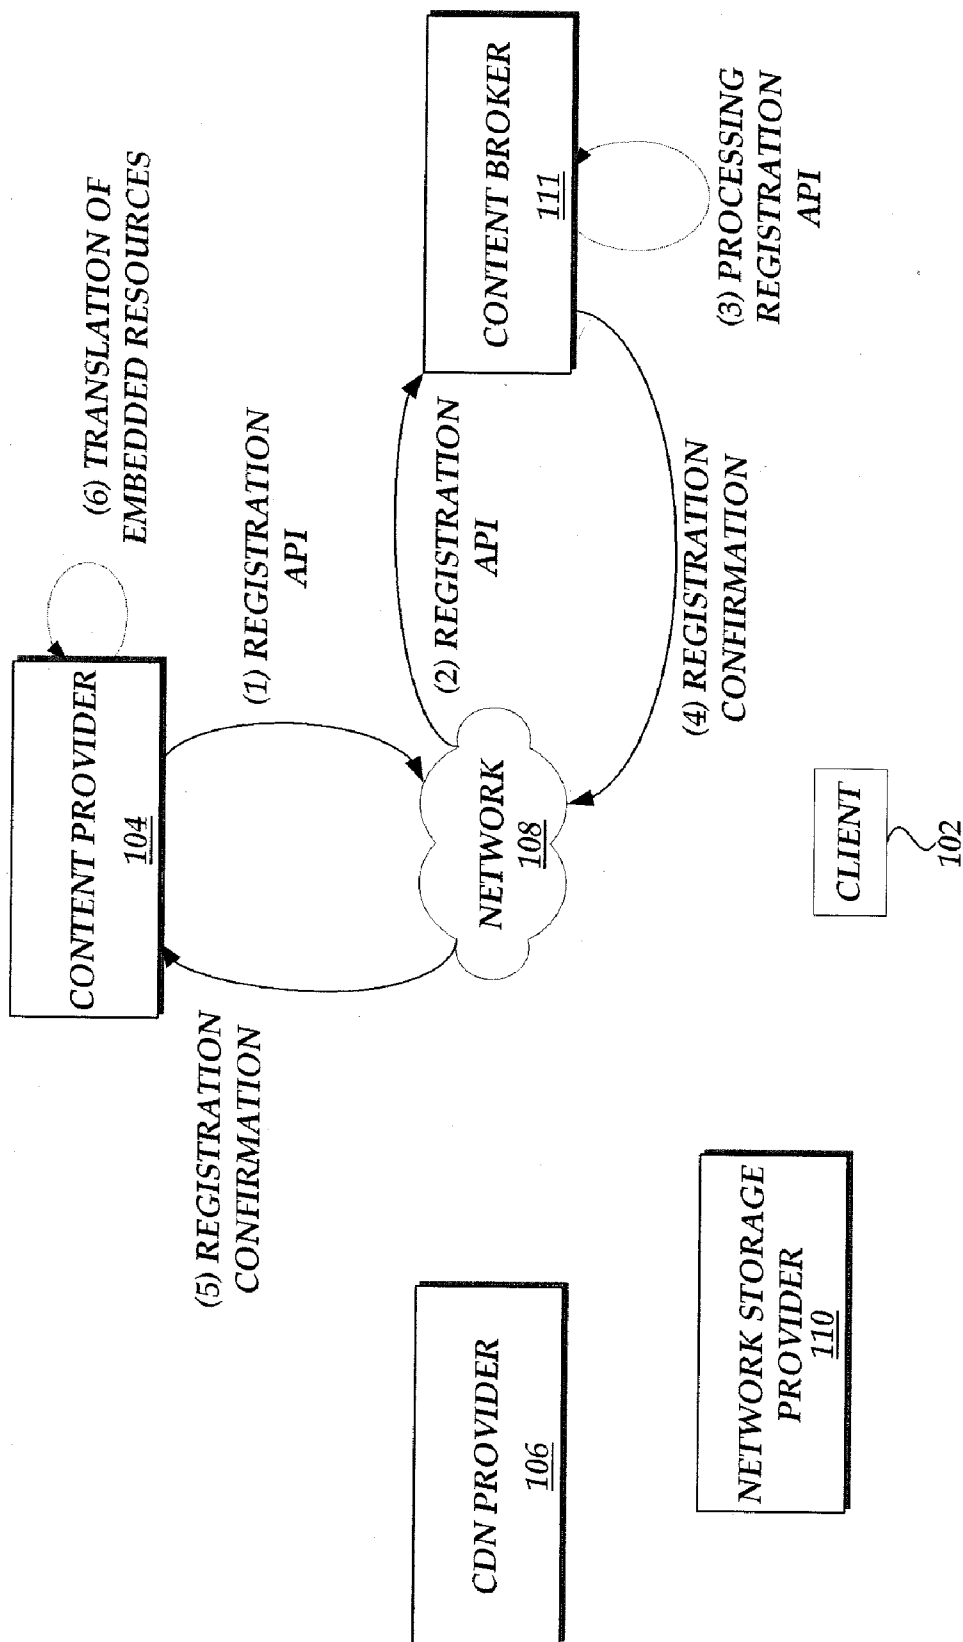 (6) TRANSLATION OF
EMBEDDED RESOURCES
CONTENT PROVIDER
104
(1) REGISTRATION
API
(5) REGISTRATION
CONFIRMATION
(2) REGISTRATION
API
CONTENT BROKER
111
CDN PROVIDER
106
NETWORK
108
(4) REGISTRATION
CONFIRMATION
(3) PROCESSING
REGISTRATION
API
NETWORK STORAGE
PROVIDER
110
CLIENT
102